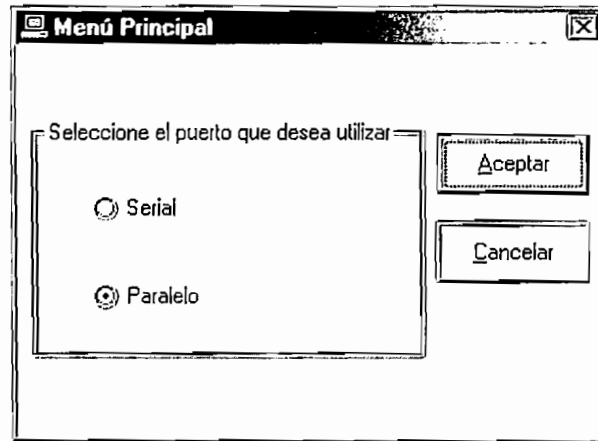 Menú Principal
Seleccione el puerto que desea utilizar
Serial
Paralelo
Aceptar
Cancelar